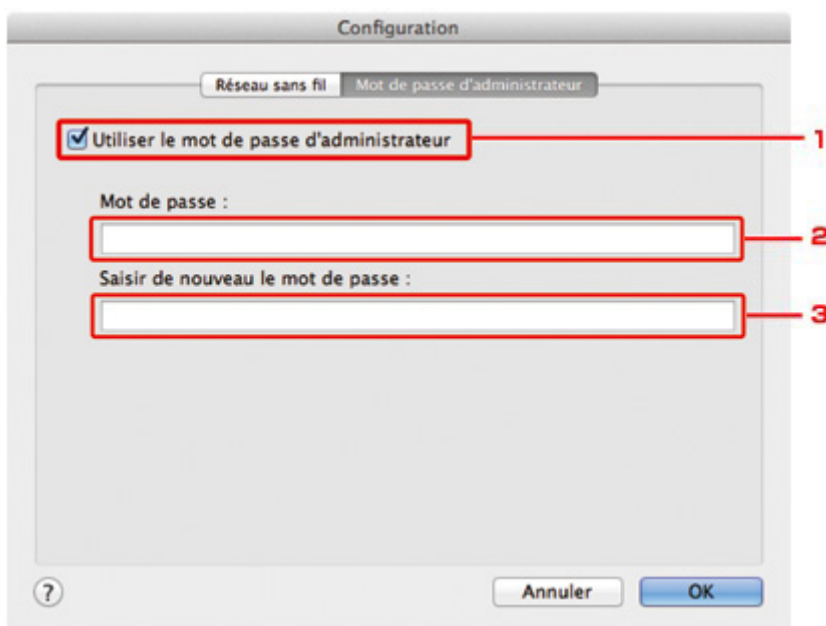 Configuration
Réseau sans fil Mot de passe d'administrateur
Utiliser le mot de passe d'administrateur 1
Mot de passe :
2
Saisir de nouveau le mot de passe :
3
? Annuler OK